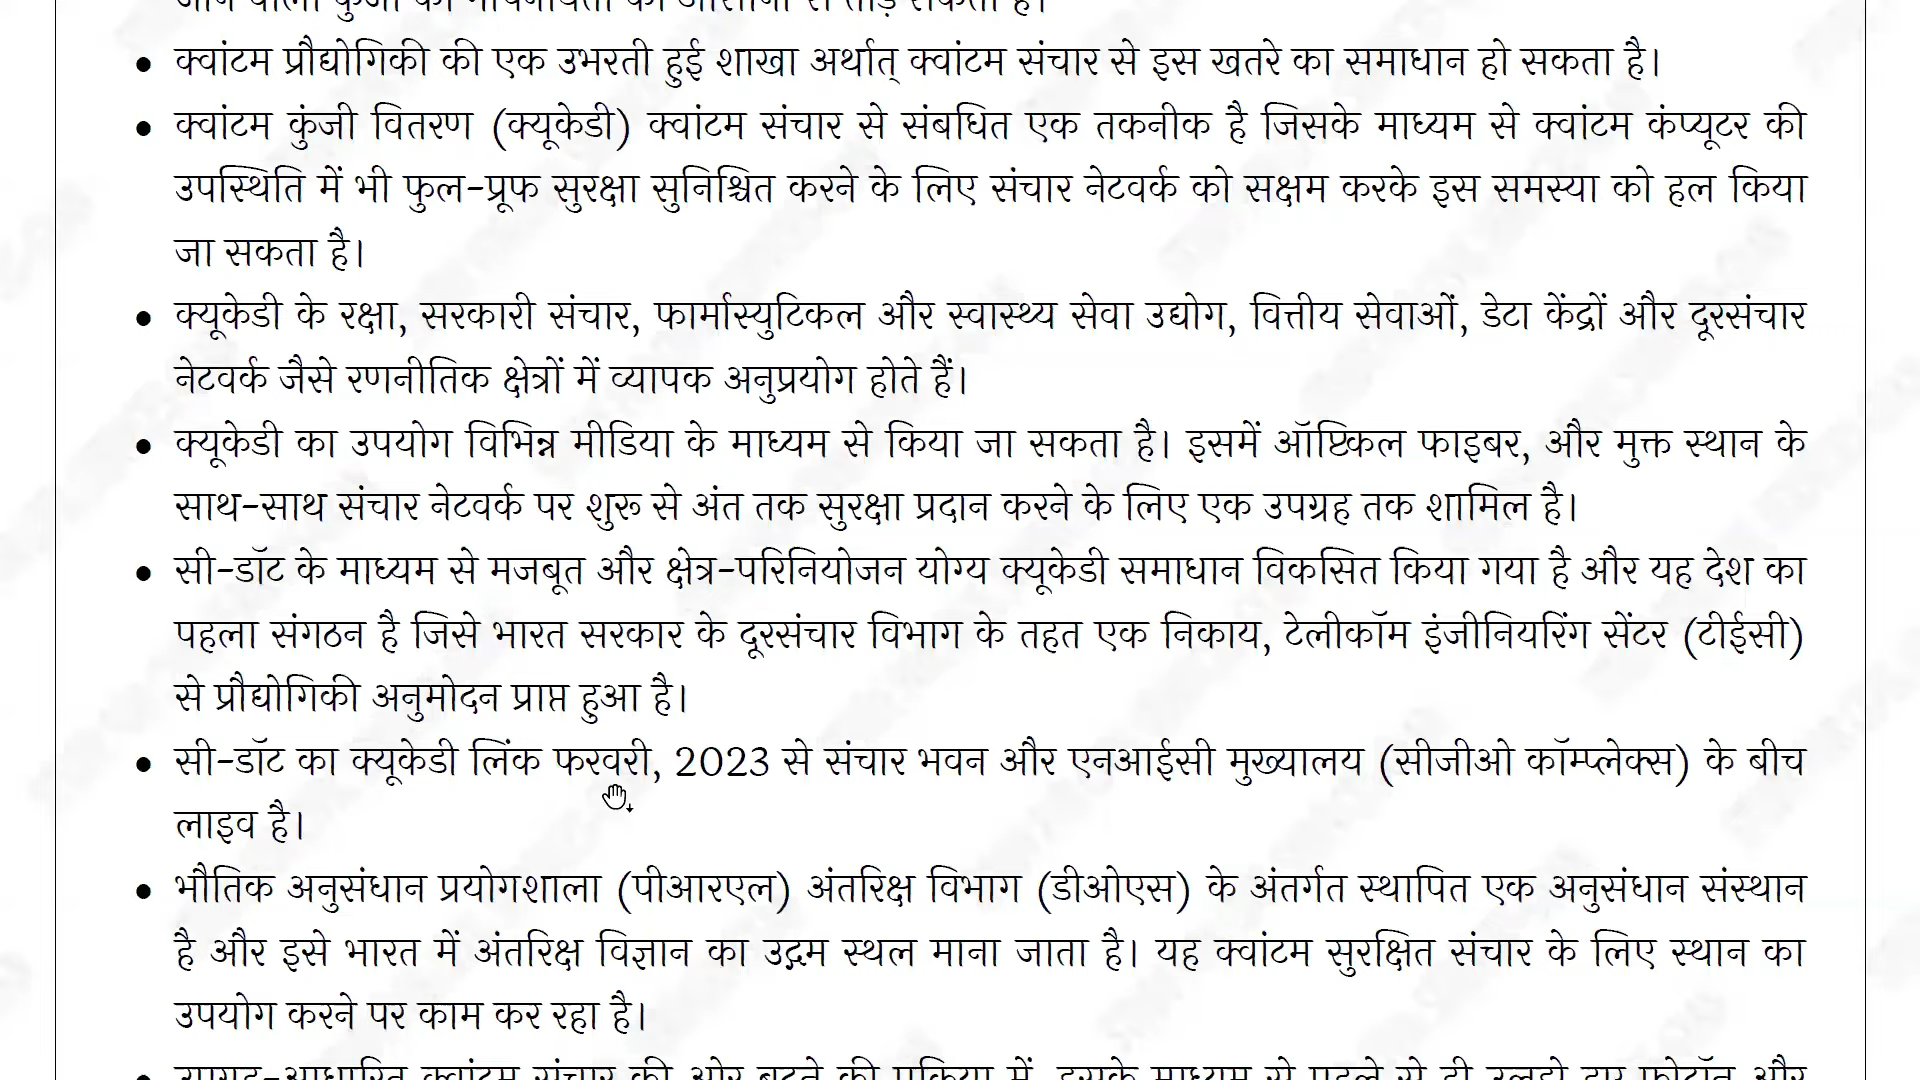 • क्वांटम प्रौद्योगिकी की एक उभरती हुई शाखा अर्थात् क्वांटम संचार से इस खतरे का समाधान हो सकता है।
• क्वांटम कुंजी वितरण (क्यूकेडी) क्वांटम संचार से संबधित एक तकनीक है जिसके माध्यम से क्वांटम कंप्यूटर की
उपस्थिति में भी फुल-प्रूफ सुरक्षा सुनिश्चित करने के लिए संचार नेटवर्क को सक्षम करके इस समस्या को हल किया
जा सकता है।
• क्यूकेडी के रक्षा, सरकारी संचार, फार्मास्युटिकल और स्वास्थ्य सेवा उद्योग, वित्तीय सेवाओं, डेटा केंद्रों और दूरसंचार
नेटवर्क जैसे रणनीतिक क्षेत्रों में व्यापक अनुप्रयोग होते हैं।
• क्यूकेडी का उपयोग विभिन्न मीडिया के माध्यम से किया जा सकता है। इसमें ऑप्टिकल फाइबर, और मुक्त स्थान के
साथ-साथ संचार नेटवर्क पर शुरू से अंत तक सुरक्षा प्रदान करने के लिए एक उपग्रह तक शामिल है।
• सी-डॉट के माध्यम से मजबूत और क्षेत्र-परिनियोजन योग्य क्यूकेडी समाधान विकसित किया गया है और यह देश का
पहला संगठन है जिसे भारत सरकार के दूरसंचार विभाग के तहत एक निकाय, टेलीकॉम इंजीनियरिंग सेंटर (टीईसी)
से प्रौद्योगिकी अनुमोदन प्राप्त हुआ है।
• सी-डॉट का क्यूकेडी लिंक फरवरी, 2023 से संचार भवन और एनआईसी मुख्यालय (सीजीओ कॉम्प्लेक्स) के बीच
लाइव है।
• भौतिक अनुसंधान प्रयोगशाला (पीआरएल) अंतरिक्ष विभाग (डीओएस) के अंतर्गत स्थापित एक अनुसंधान संस्थान
है और इसे भारत में अंतरिक्ष विज्ञान का उद्गम स्थल माना जाता है। यह क्वांटम सुरक्षित संचार के लिए स्थान का
उपयोग करने पर काम कर रहा है।